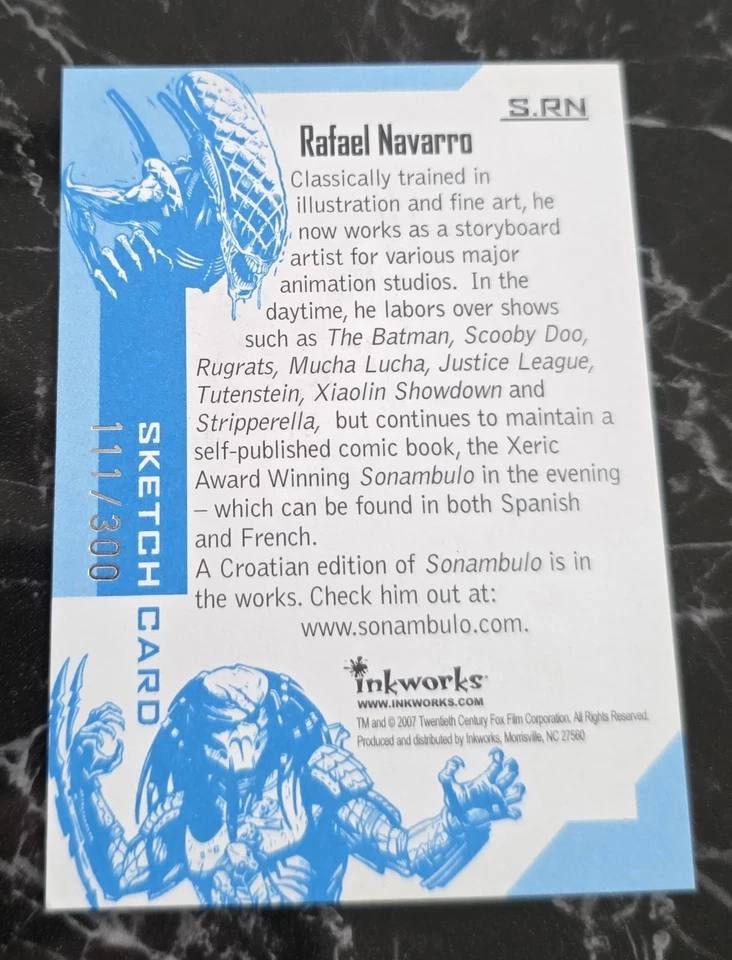 S.RN
Rafael Navarro
Classically trained in
illustration and fine art, he
now works as a storyboard
artist for various major
animation studios. In the
daytime, he labors over shows
such as The Batman, Scooby Doo,
Rugrats, Mucha Lucha, Justice League,
Tutenstein, Xiaolin Showdown and
Stripperella, but continues to maintain a
self-published comic book, the Xeric
Award Winning Sonambulo in the evening
– which can be found in both Spanish
and French.
A Croatian edition of Sonambulo is in
the works. Check him out at:
www.sonambulo.com.
SKETCH CARD
111/300
inkworks
WWW.INKWORKS.COM
TM and © 2007 Twentieth Century Fox Film Corporation. All Rights Reserved.
Produced and distributed by Inkworks, Morrisville, NC 27560